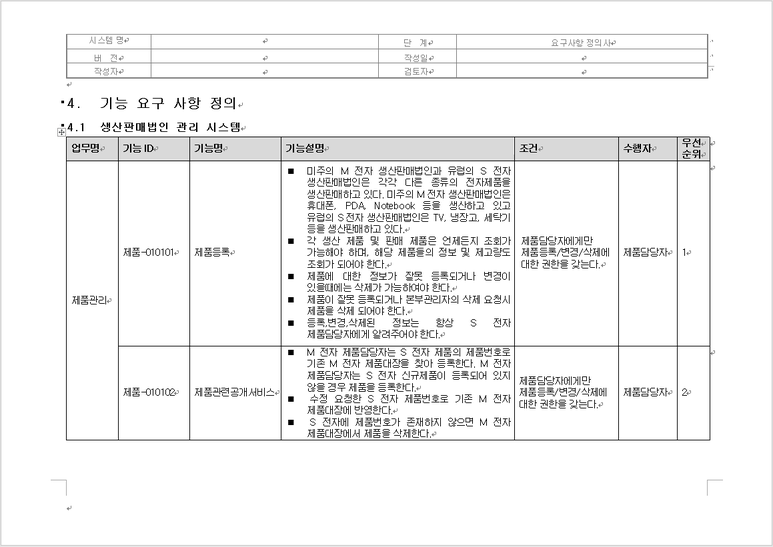 시스템 명
단 계 요구사항 정의서
버 전 작성일
작성자 검토자
4. 기능 요구 사항 정의
4.1 생산판매법인 관리 시스템
업무명 기능 ID 기능명 기능설명 조건 수행자 우선
순위
제품관리
제품-010101 제품등록
■ 미주의 M 전자 생산판매법인과 유럽의 S 전자
생산판매법인은 각각 다른 종류의 전자제품을
생산판매하고 있다. 미주의 M 전자 생산판매법인은
휴대폰, PDA, Notebook 등을 생산하고 있고
유럽의 S 전자 생산판매법인은 TV, 냉장고, 세탁기
등을 생산판매하고 있다.
■ 각 생산 제품 및 판매 제품은 언제든지 조회가
가능해야 하며, 해당 제품들의 정보 및 재고량도
조회가 되어야 한다.
■ 제품에 대한 정보가 잘못 등록되거나 변경이
있을때에는 삭제가 가능하여야 한다.
■ 제품이 잘못 등록되거나 본부관리자의 삭제 요청시
제품을 삭제 되어야 한다.
■ 등록,변경,삭제된 정보는 항상 S 전자
제품담당자에게 알려주어야 한다.
제품담당자에게만
제품등록/변경/삭제에
대한 권한을 갖는다.
제품담당자 1
제품-010102 제품관련공개서비스
■ M 전자 제품담당자는 S 전자 제품의 제품번호로
기존 M 전자 제품대장을 찾아 등록한다. M 전자
제품담당자는 S 전자 신규제품이 등록되어 있지
않을 경우 제품을 등록한다.
■ 수정 요청한 S 전자 제품번호로 기존 M 전자
제품대장에 반영한다.
■ S 전자에 제품번호가 존재하지 않으면 M 전자
제품대장에서 제품을 삭제한다.
제품담당자에게만
제품등록/변경/삭제에
대한 권한을 갖는다.
제품담당자 2